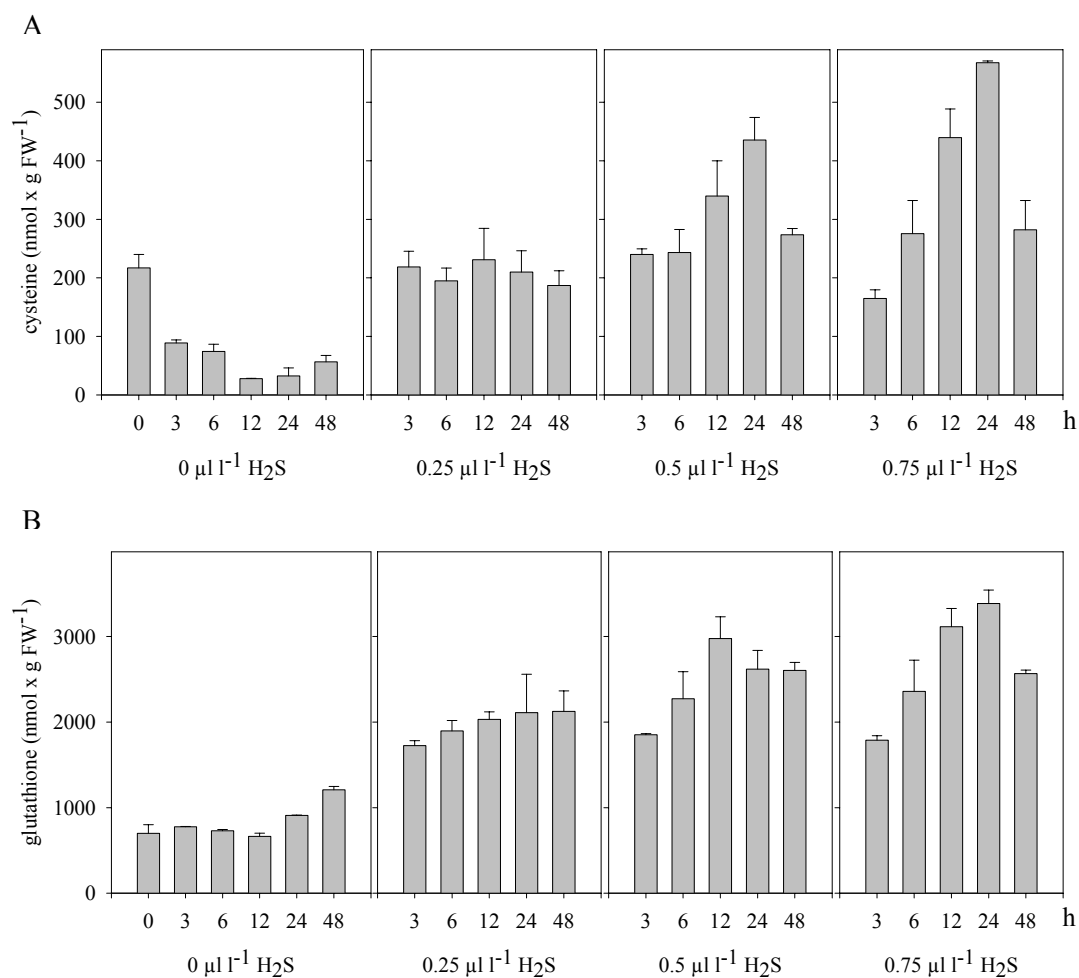 A
cysteine (nmol x g FW-1)
500
400
300
200
100
0
0 3 6 12 24 48 3 6 12 24 48 3 6 12 24 48 3 6 12 24 48 h
0 µl l-1 H2S 0.25 µl l-1 H2S 0.5 µl l-1 H2S 0.75 µl l-1 H2S
B
glutathione (nmol x g FW-1)
3000
2000
1000
0
0 3 6 12 24 48 3 6 12 24 48 3 6 12 24 48 3 6 12 24 48 h
0 µl l-1 H2S 0.25 µl l-1 H2S 0.5 µl l-1 H2S 0.75 µl l-1 H2S